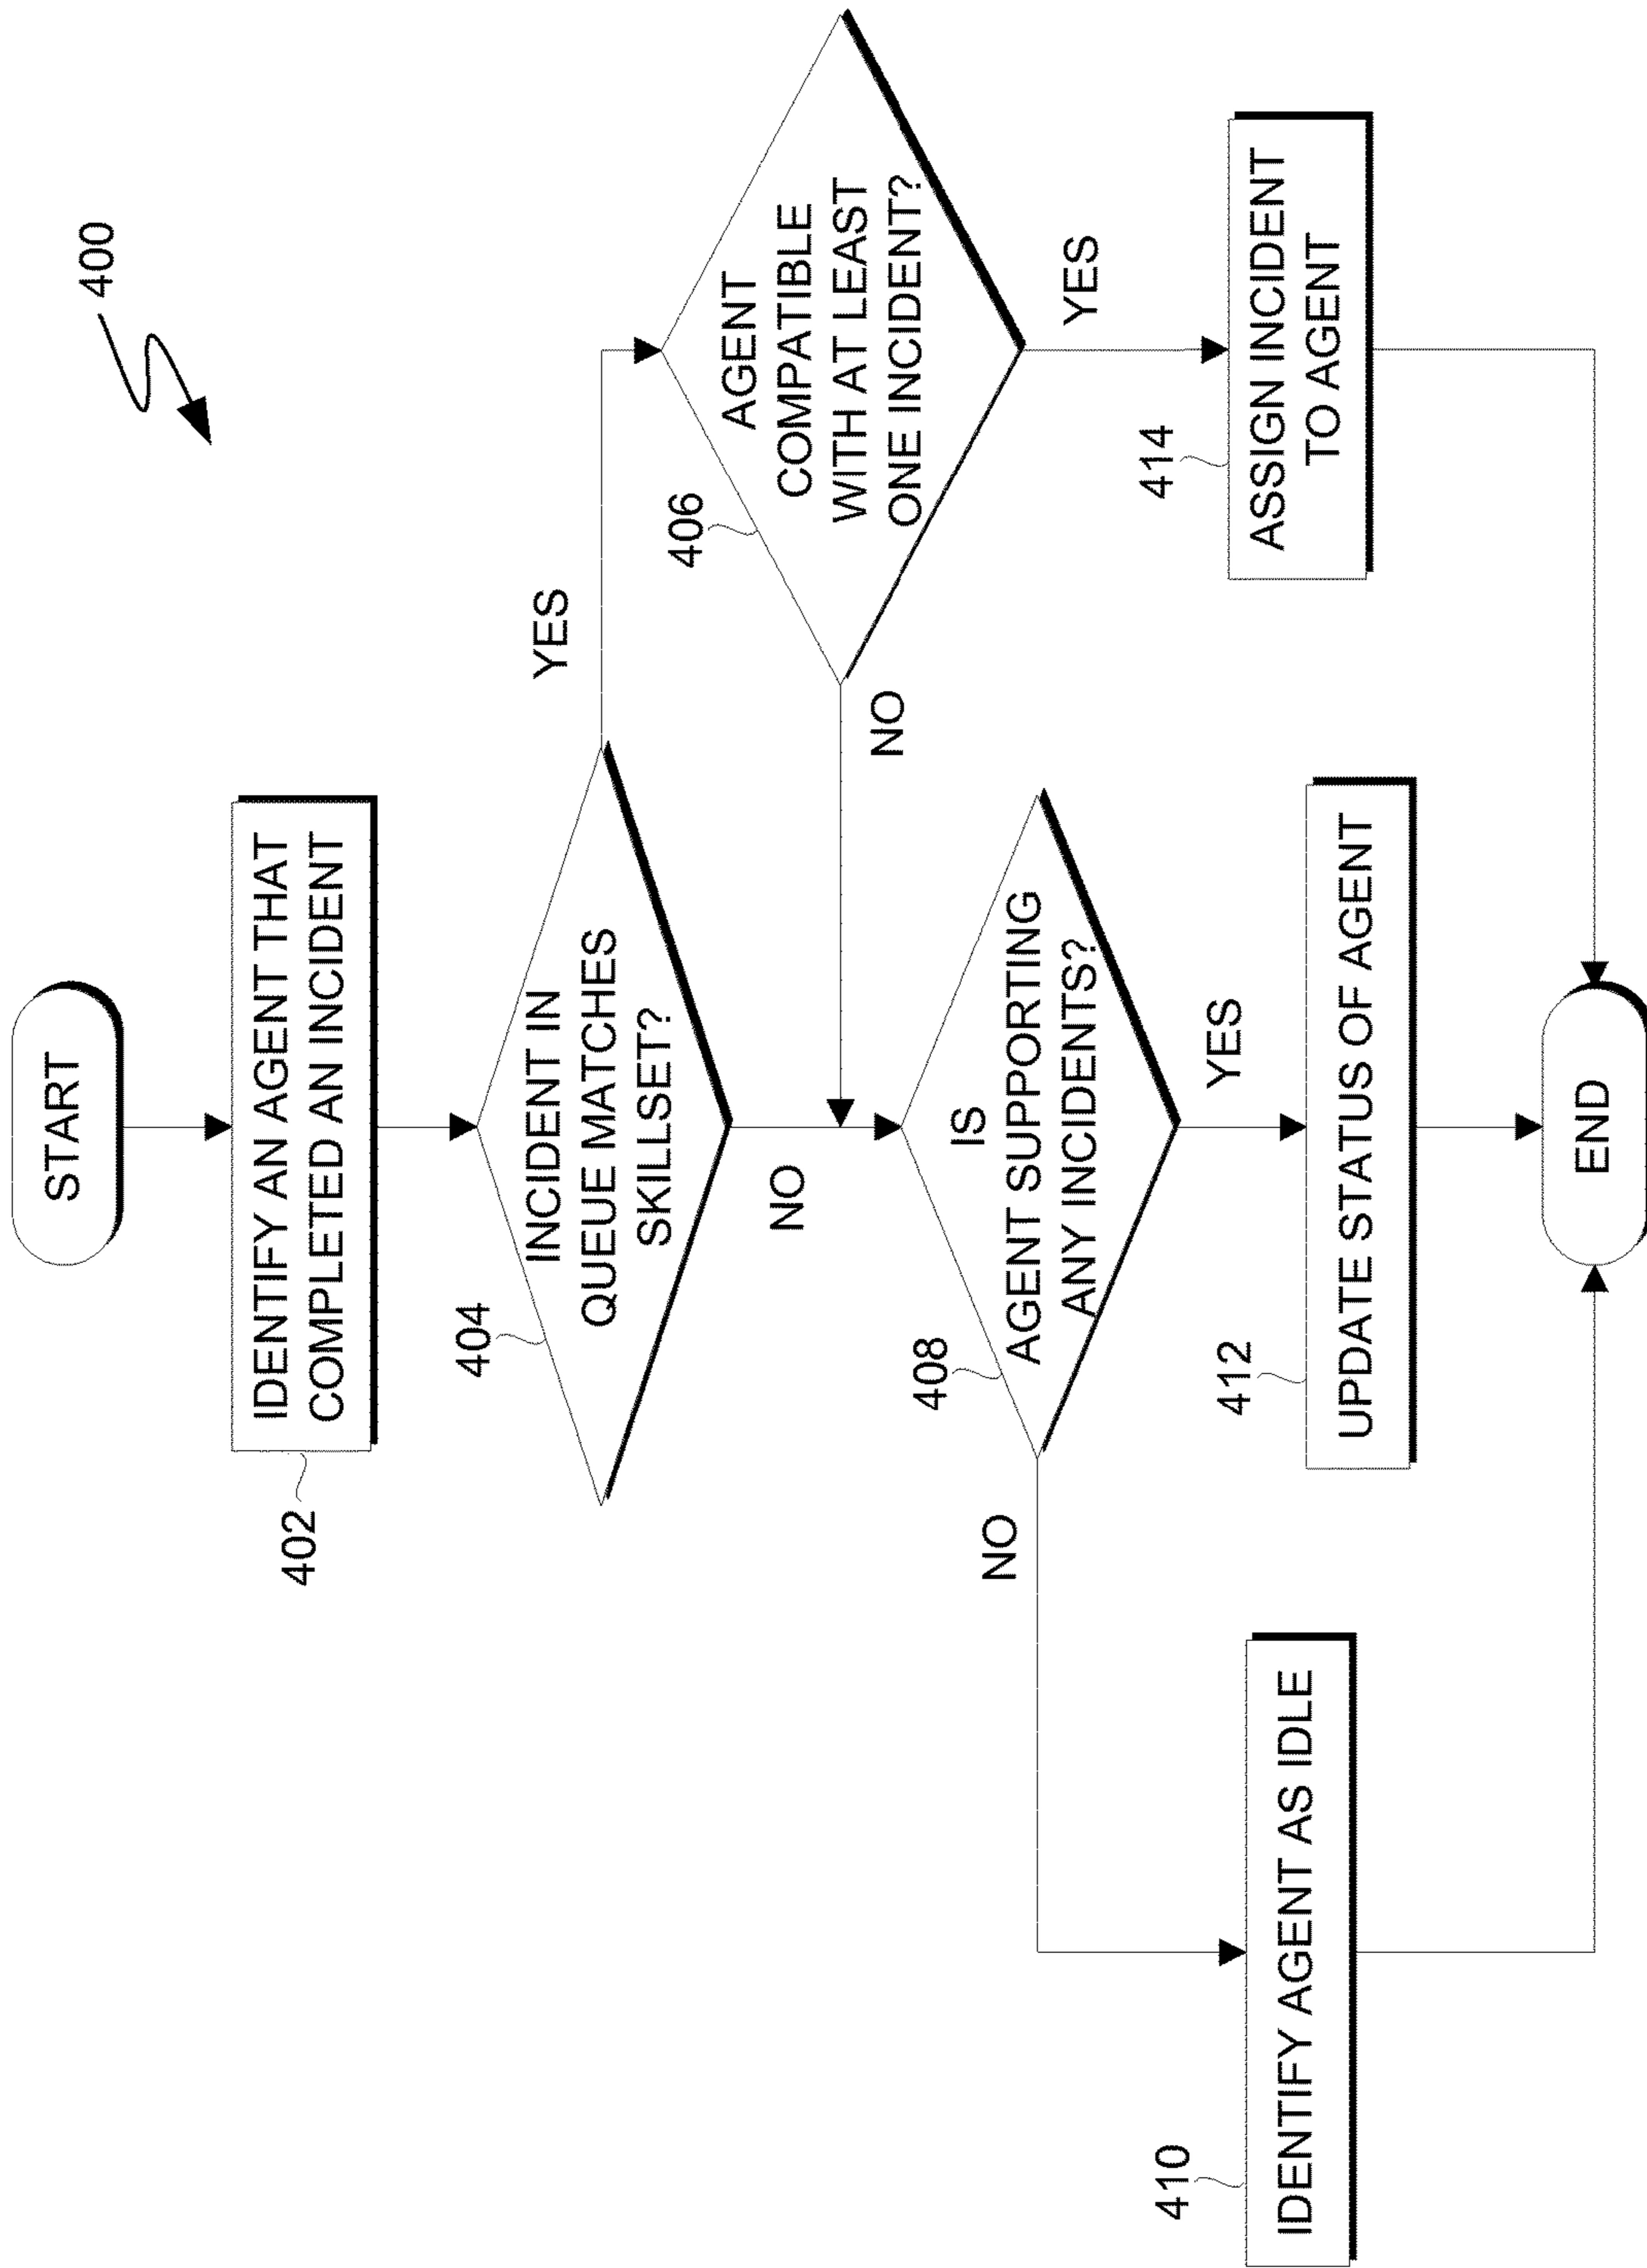 400
START
IDENTIFY AN AGENT THAT
COMPLETED AN INCIDENT
402
404
INCIDENT IN
QUEUE MATCHES
SKILLSET?
YES
NO
406
AGENT
COMPATIBLE
WITH AT LEAST
ONE INCIDENT?
NO
YES
408
IS
AGENT SUPPORTING
ANY INCIDENTS?
NO
YES
410
IDENTIFY AGENT AS IDLE
412
UPDATE STATUS OF AGENT
414
ASSIGN INCIDENT
TO AGENT
END